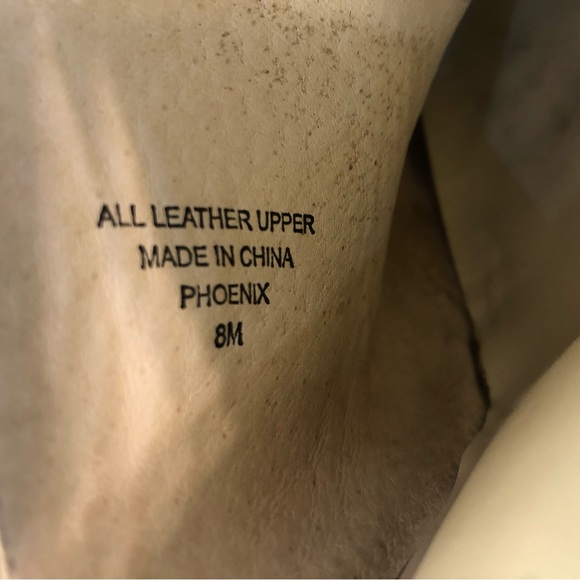 ALL LEATHER UPPER
MADE IN CHINA
PHOENIX
8M